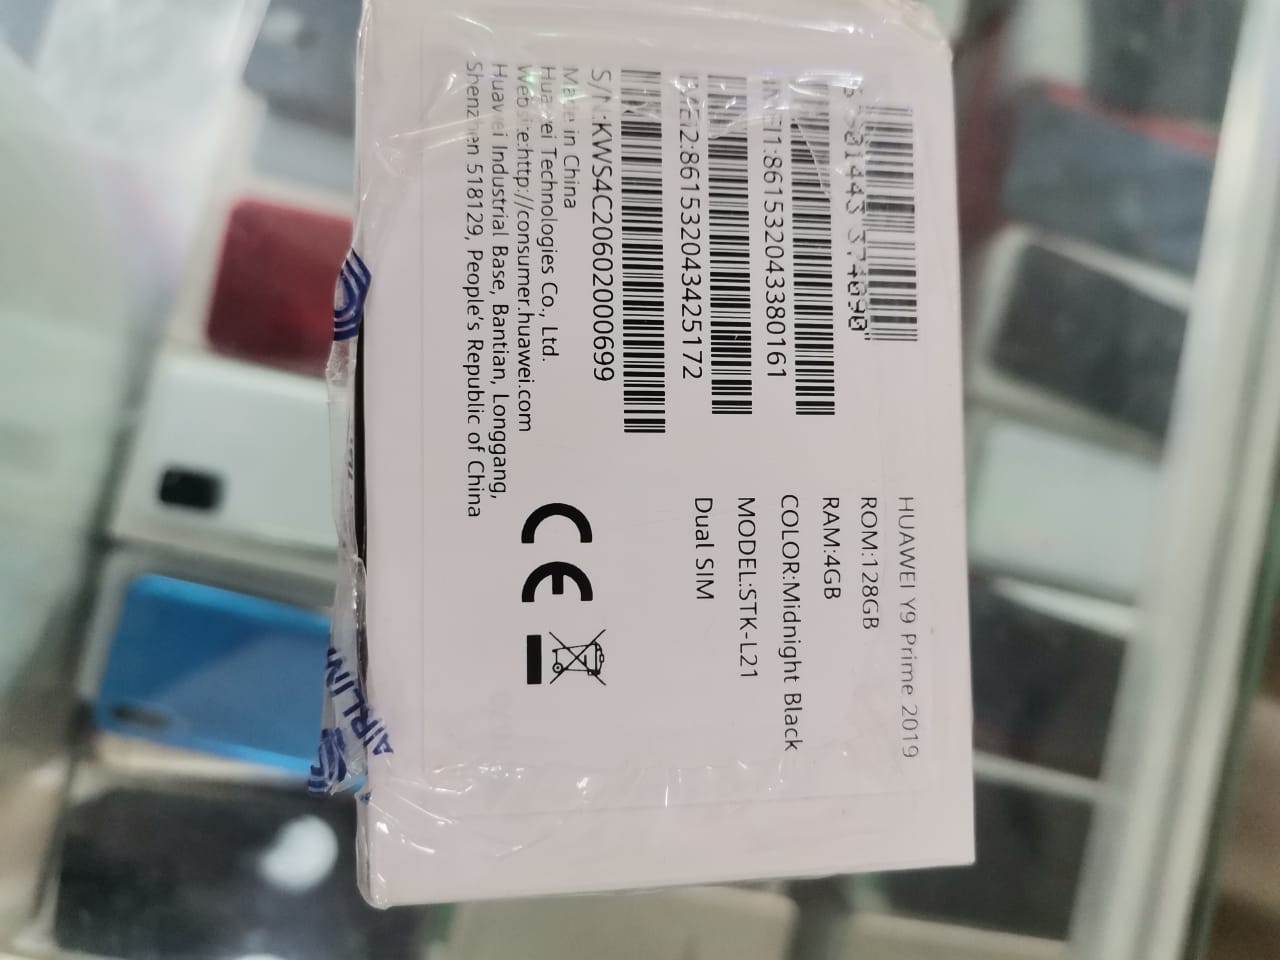 HUAWEI Y9 Prime 2019
ROM:128GB
RAM:4GB
COLOR:Midnight Black
MODEL:STK-L21
Dual SIM
IMEI1:861532043380161
IMEI2:861532043425172
S/N:KWS4C20602000699
Made in China
Huawei Technologies Co., Ltd.
Website:http://consumer.huawei.com
Huawei Industrial Base, Bantian, Longgang,
Shenzhen 518129, People's Republic of China
CE
AIRLINK